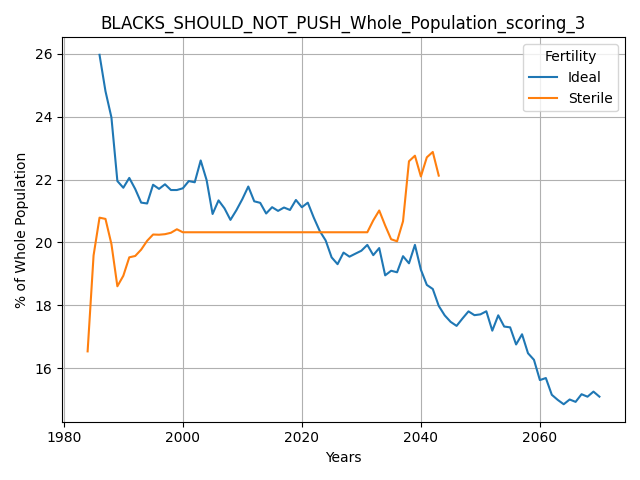 BLACKS_SHOULD_NOT_PUSH_Whole_Population_scoring_3
% of Whole Population
26
24
22
20
18
16
Fertility
Ideal
Sterile
1980
2000
2020
2040
2060
Years